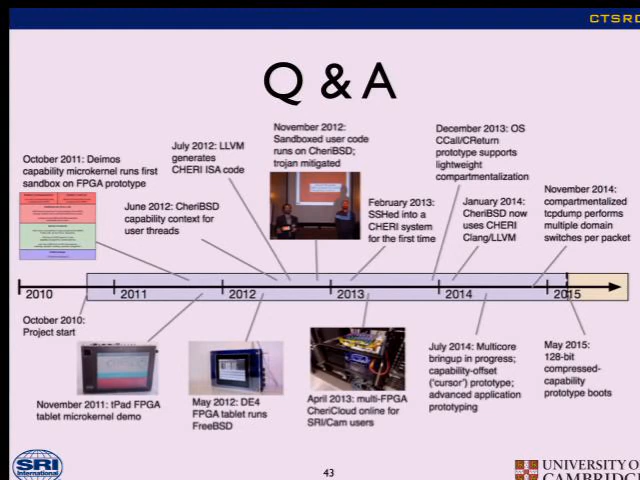 CTSRD
Q & A
October 2011: Deimos
capability microkernel runs first
sandbox on FPGA prototype
July 2012: LLVM
generates
CHERI ISA code
November 2012:
Sandboxed user code
runs on CheriBSD;
trojan mitigated
December 2013: OS
CCall/CReturn
prototype supports
lightweight
compartmentalization
June 2012: CheriBSD
capability context for
user threads
February 2013:
SSHed into a
CHERI system
for the first time
January 2014:
CheriBSD now
uses CHERI
Clang/LLVM
November 2014:
compartmentalized
tcpdump performs
multiple domain
switches per packet
2010
2011
2012
2013
2014
2015
October 2010:
Project start
November 2011: tPad FPGA
tablet microkernel demo
May 2012: DE4
FPGA tablet runs
FreeBSD
April 2013: multi-FPGA
CheriCloud online for
SRI/Cam users
July 2014: Multicore
bringup in progress;
capability-offset
('cursor') prototype;
advanced application
prototyping
May 2015:
128-bit
compressed-
capability
prototype boots
SRI
International
43
UNIVERSITY OF
CAMBRIDGE